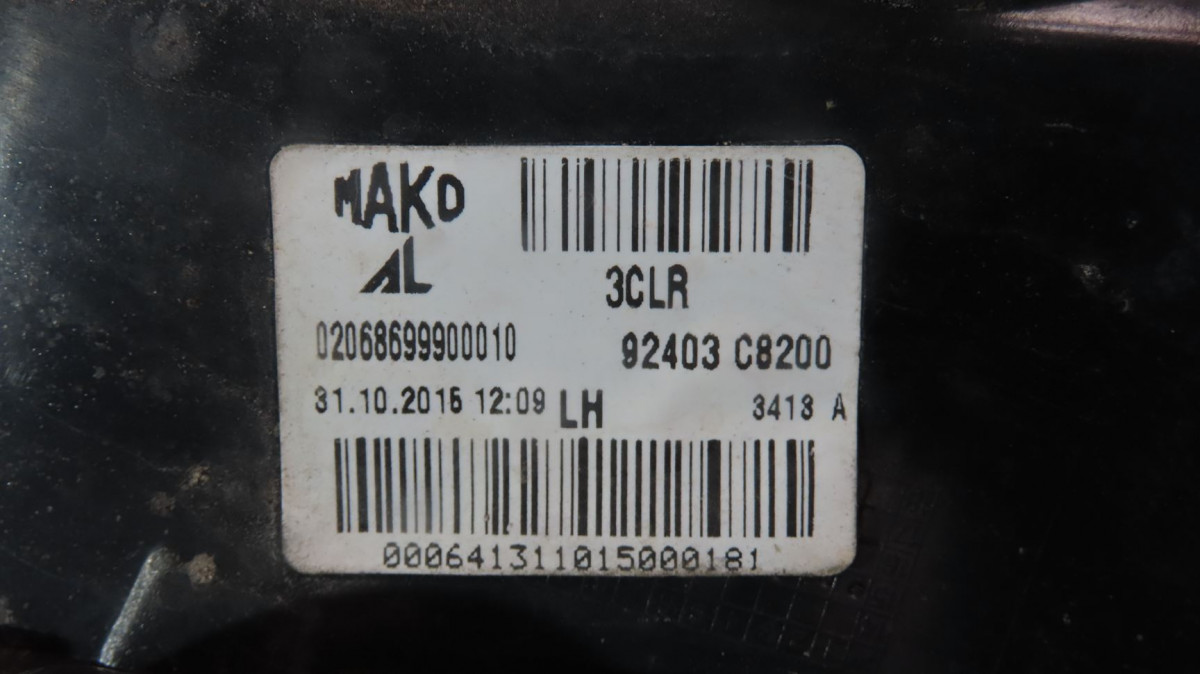 MAKO
AL
3CLR
02068699900010
92403 C8200
31.10.2015 12:09 LH
3413 A
000641311015000181